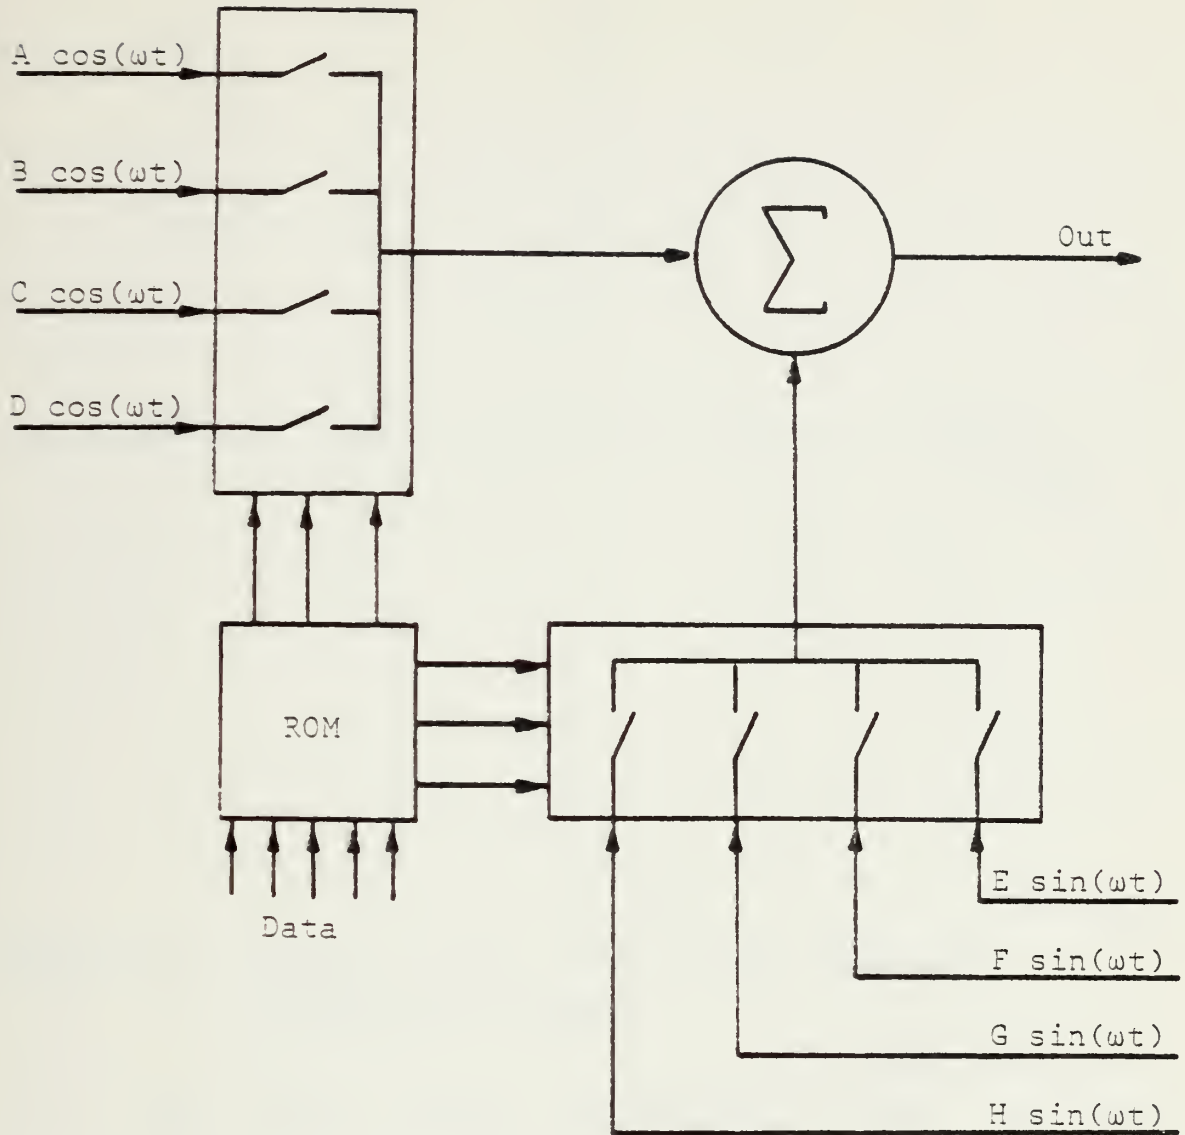 A cos(ωt)
B cos(ωt)
C cos(ωt)
D cos(ωt)
Σ
Out
ROM
Data
E sin(ωt)
F sin(ωt)
G sin(ωt)
H sin(ωt)